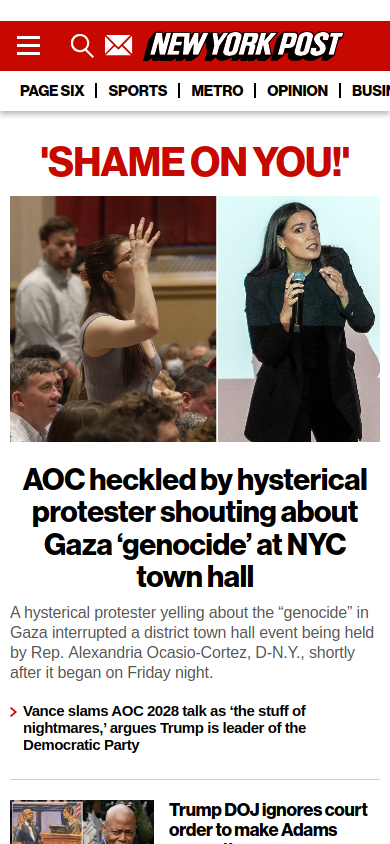 NEW YORK POST
PAGE SIX
SPORTS
METRO
OPINION
'SHAME ON YOU!'
AOC heckled by hysterical
protester shouting about
Gaza ‘genocide’ at NYC
town hall
A hysterical protester yelling about the “genocide” in
Gaza interrupted a district town hall event being held
by Rep. Alexandria Ocasio-Cortez, D-N.Y., shortly
after it began on Friday night.
Vance slams AOC 2028 talk as ‘the stuff of
nightmares,’ argues Trump is leader of the
Democratic Party
Trump DOJ ignores court
order to make Adams